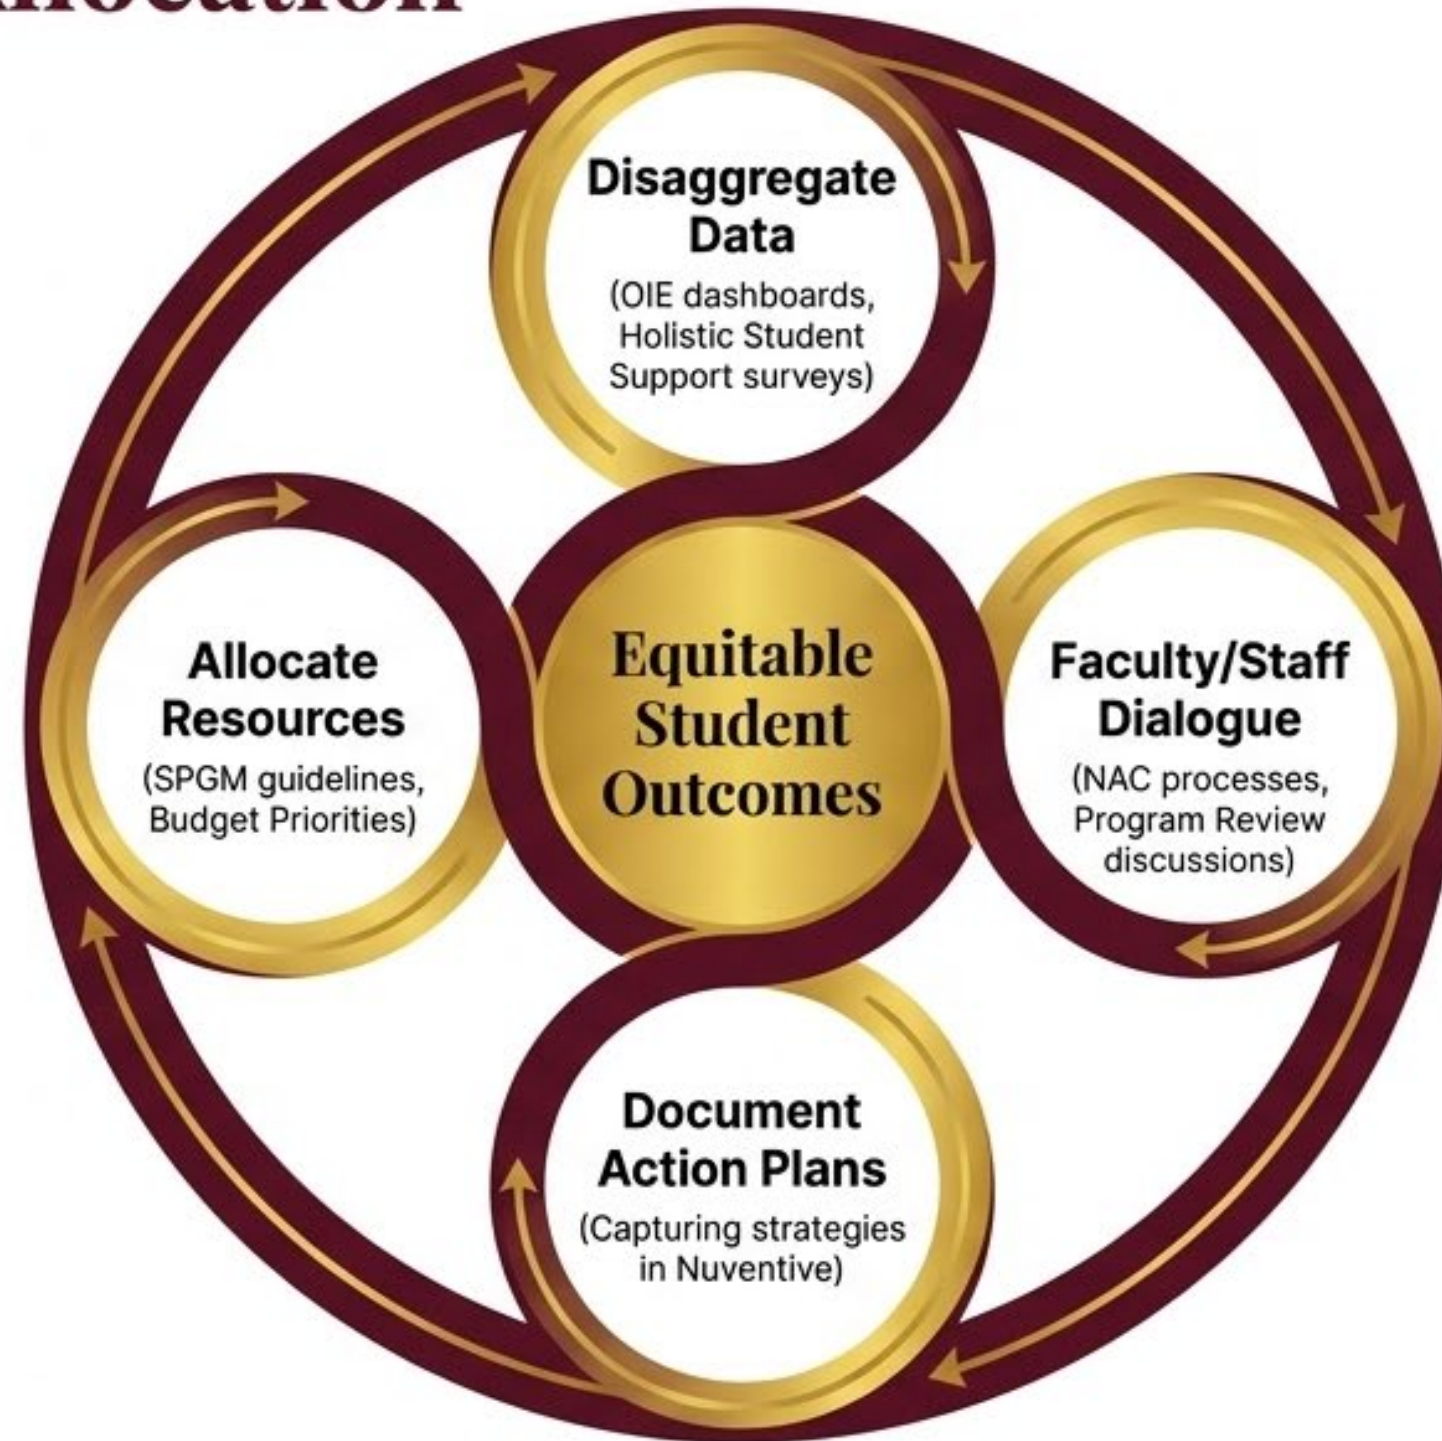 Disaggregate
Data
(OIE dashboards,
Holistic Student
Support surveys)
Allocate
Resources
(SPGM guidelines,
Budget Priorities)
Equitable
Student
Outcomes
Faculty/Staff
Dialogue
(NAC processes,
Program Review
discussions)
Document
Action Plans
(Capturing strategies
in Nuventive)